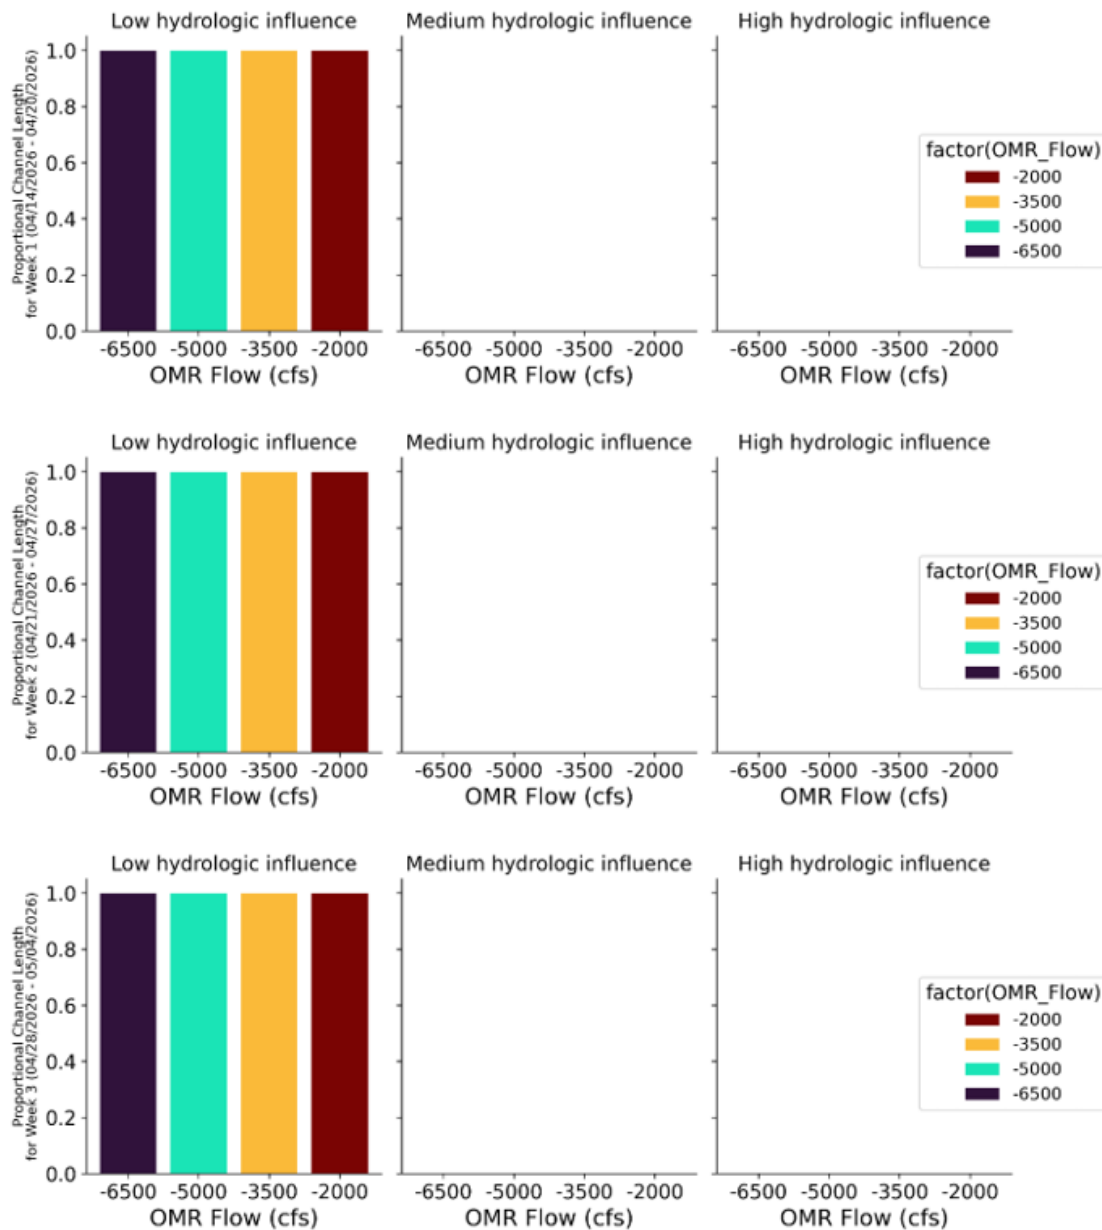 Low hydrologic influence
Medium hydrologic influence
High hydrologic influence
Proportional Channel Length
for Week 1 (04/14/2026 - 04/20/2026)
1.0
0.8
0.6
0.4
0.2
0.0
-6500 -5000 -3500 -2000
OMR Flow (cfs)
-6500 -5000 -3500 -2000
OMR Flow (cfs)
-6500 -5000 -3500 -2000
OMR Flow (cfs)
factor(OMR_Flow)
-2000
-3500
-5000
-6500
Low hydrologic influence
Medium hydrologic influence
High hydrologic influence
Proportional Channel Length
for Week 2 (04/21/2026 - 04/27/2026)
1.0
0.8
0.6
0.4
0.2
0.0
-6500 -5000 -3500 -2000
OMR Flow (cfs)
-6500 -5000 -3500 -2000
OMR Flow (cfs)
-6500 -5000 -3500 -2000
OMR Flow (cfs)
factor(OMR_Flow)
-2000
-3500
-5000
-6500
Low hydrologic influence
Medium hydrologic influence
High hydrologic influence
Proportional Channel Length
for Week 3 (04/28/2026 - 05/04/2026)
1.0
0.8
0.6
0.4
0.2
0.0
-6500 -5000 -3500 -2000
OMR Flow (cfs)
-6500 -5000 -3500 -2000
OMR Flow (cfs)
-6500 -5000 -3500 -2000
OMR Flow (cfs)
factor(OMR_Flow)
-2000
-3500
-5000
-6500